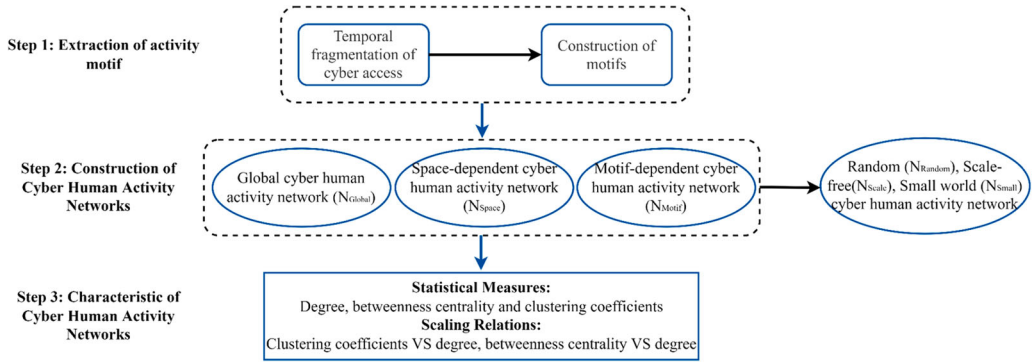 Step 1: Extraction of activity
motif
Temporal
fragmentation of
cyber access
Construction of
motifs
Step 2: Construction of
Cyber Human Activity
Networks
Global cyber human
activity network (NGlobal)
Space-dependent cyber
human activity network
(NSpace)
Motif-dependent cyber
human activity network
(NMotif)
Random (NRandom), Scale-
free(NScale), Small world (NSmall)
cyber human activity network
Step 3: Characteristic of
Cyber Human Activity
Networks
Statistical Measures:
Degree, betweenness centrality and clustering coefficients
Scaling Relations:
Clustering coefficients VS degree, betweenness centrality VS degree